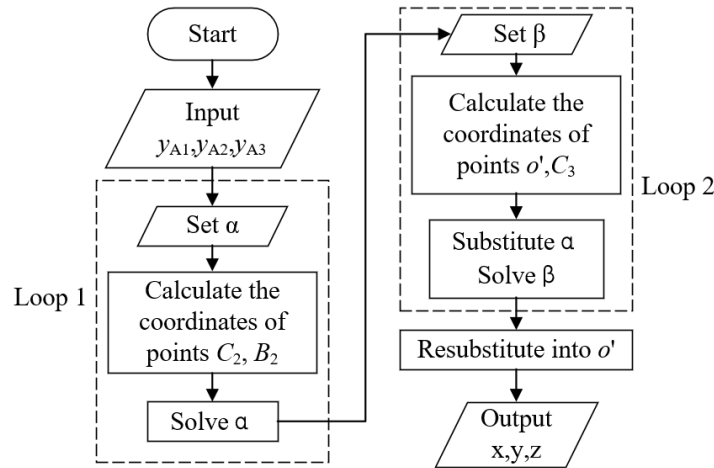 Start
Input
yA1,yA2,yA3
Loop 1
Set α
Calculate the
coordinates of
points C2, B2
Solve α
Set β
Calculate the
coordinates of
points o',C3
Loop 2
Substitute α
Solve β
Resubstitute into o'
Output
x,y,z